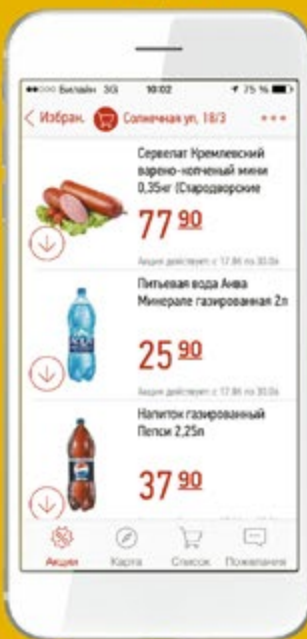 Билайн 3G 10:02 75 %
Избран. Солнечная ул, 18/3
Сервелат Кремлевский
варено-копченый мини
0,35кг (Стародворские
77 90
Акция действует с 17.06 по 30.06
Питьевая вода Аква
Минерале газированная 2л
25 90
Акция действует с 17.06 по 30.06
Напиток газированный
Пепси 2,25л
37 90
Акции Карта Список Пожелания